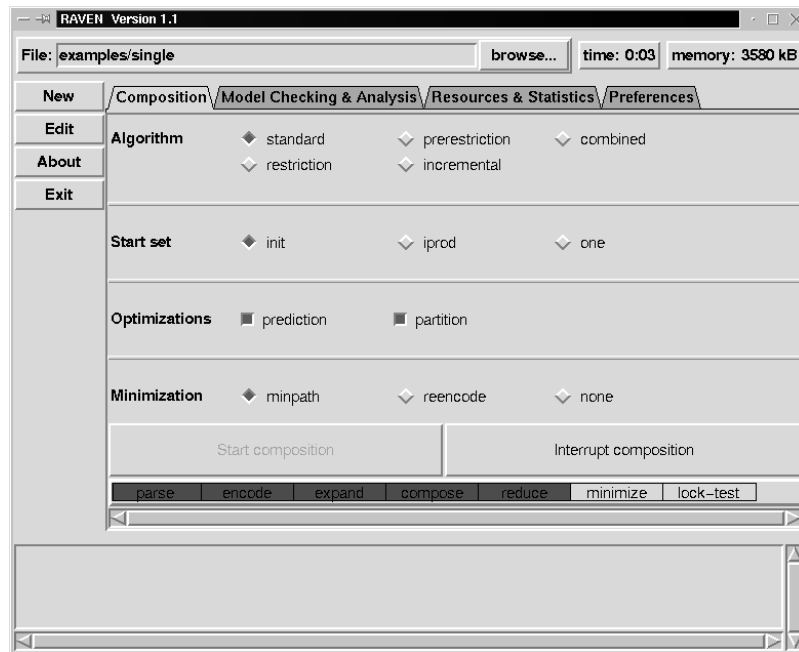 RAVEN Version 1.1
File: examples/single browse... time: 0:03 memory: 3580 kB
New Composition Model Checking & Analysis Resources & Statistics Preferences
Edit
About
Exit
Algorithm standard prerestriction combined
restriction incremental
Start set init iprod one
Optimizations prediction partition
Minimization minpath reencode none
Start composition Interrupt composition
parse encode expand compose reduce minimize lock-test